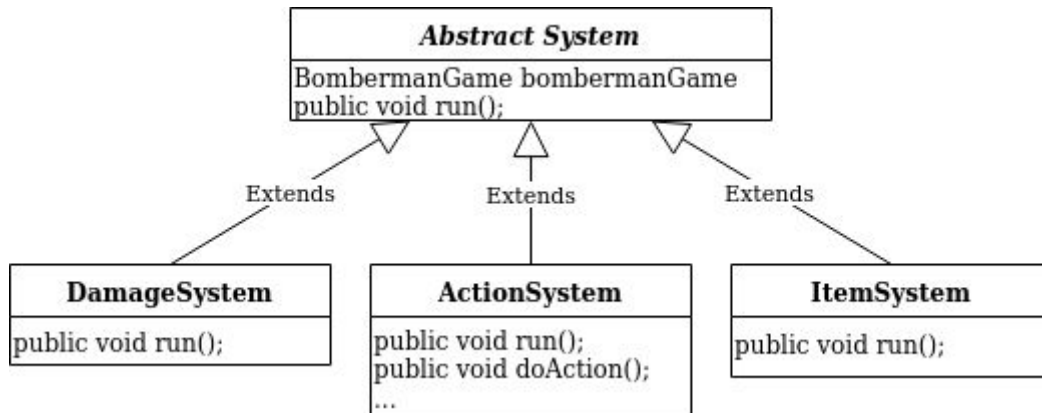 Abstract System
BombermanGame bombermanGame
public void run();
Extends
Extends
Extends
DamageSystem
public void run();
ActionSystem
public void run();
public void doAction();
...
ItemSystem
public void run();